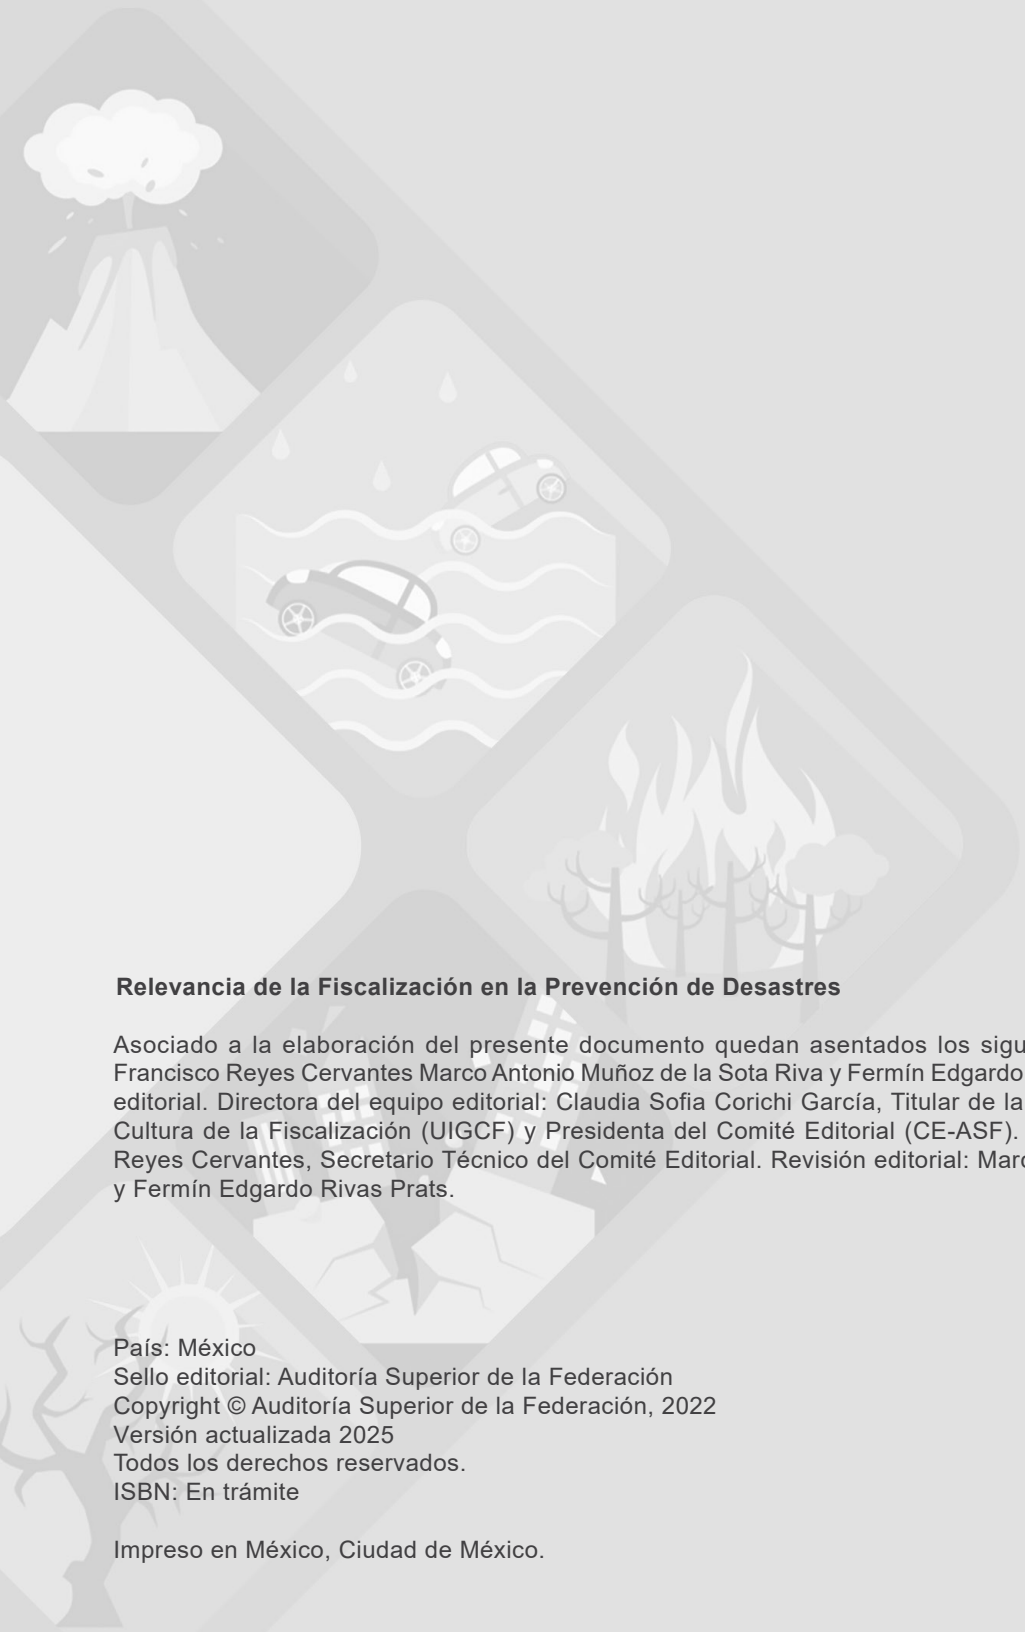 Relevancia de la Fiscalización en la Prevención de Desastres
Asociado a la elaboración del presente documento quedan asentados los
Francisco Reyes Cervantes Marco Antonio Muñoz de la Sota Riva y Fermín Edgardo
editorial. Directora del equipo editorial: Claudia Sofia Corichi García, Titular de la
Cultura de la Fiscalización (UIGCF) y Presidenta del Comité Editorial (CE-ASF).
Reyes Cervantes, Secretario Técnico del Comité Editorial. Revisión editorial:
y Fermín Edgardo Rivas Prats.
País: México
Sello editorial: Auditoría Superior de la Federación
Copyright © Auditoría Superior de la Federación, 2022
Versión actualizada 2025
Todos los derechos reservados.
ISBN: En trámite
Impreso en México, Ciudad de México.